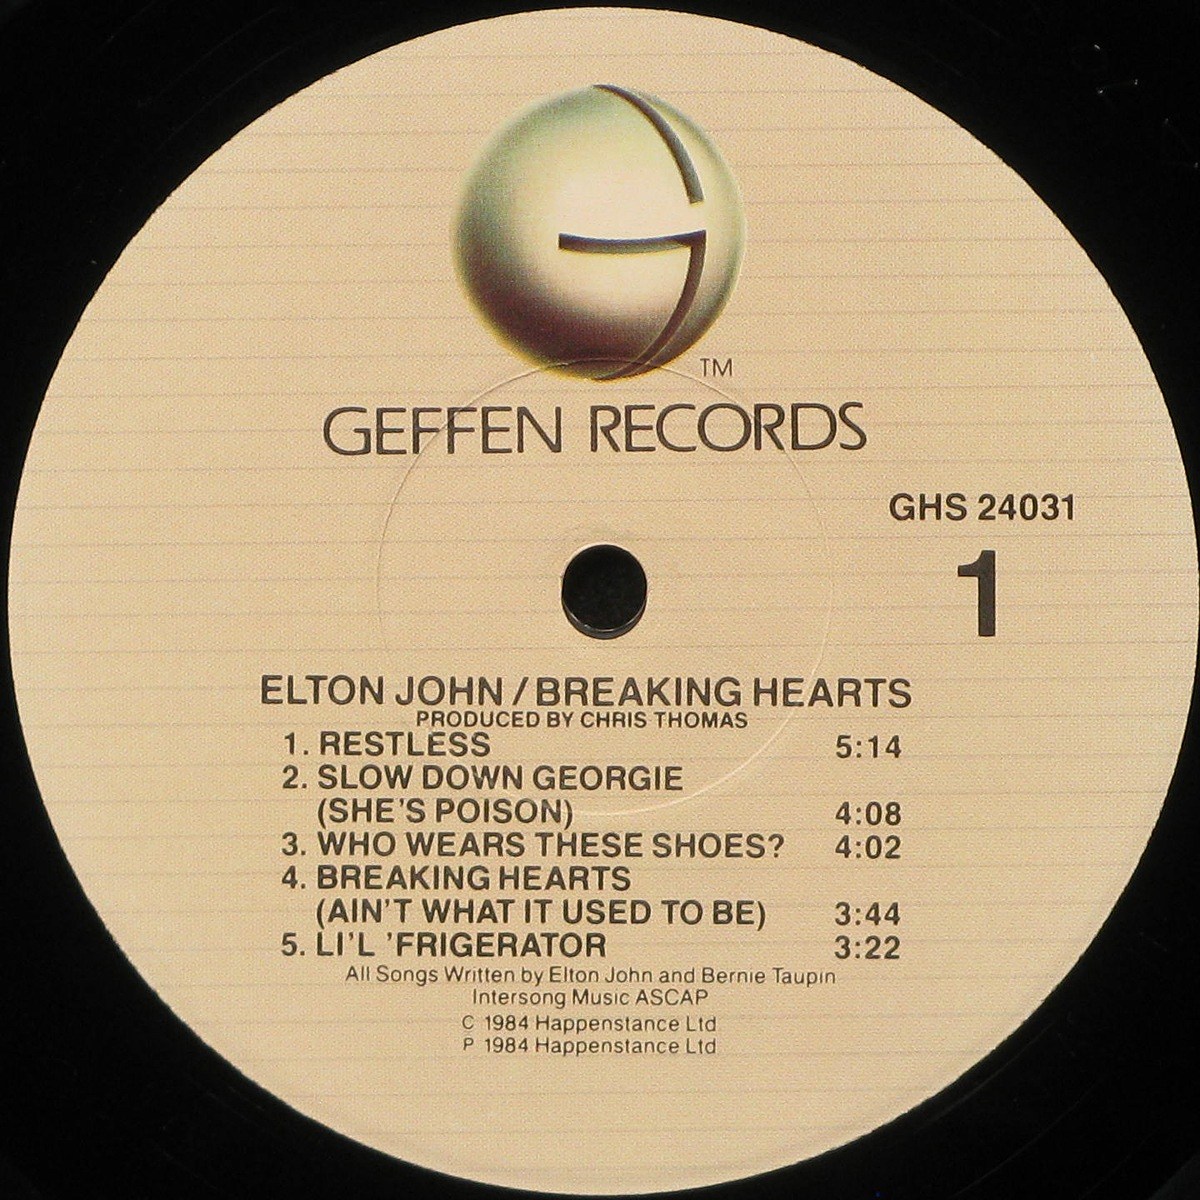 TM
GEFFEN RECORDS
GHS 24031
1
ELTON JOHN / BREAKING HEARTS
PRODUCED BY CHRIS THOMAS
1. RESTLESS 5:14
2. SLOW DOWN GEORGIE
(SHE'S POISON) 4:08
3. WHO WEARS THESE SHOES? 4:02
4. BREAKING HEARTS
(AIN'T WHAT IT USED TO BE) 3:44
5. LI'L 'FRIGERATOR 3:22
All Songs Written by Elton John and Bernie Taupin
Intersong Music ASCAP
C 1984 Happenstance Ltd
P 1984 Happenstance Ltd